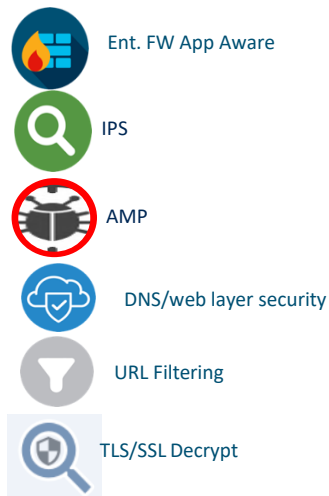 Ent. FW App Aware
IPS
AMP
DNS/web layer security
URL Filtering
TLS/SSL Decrypt